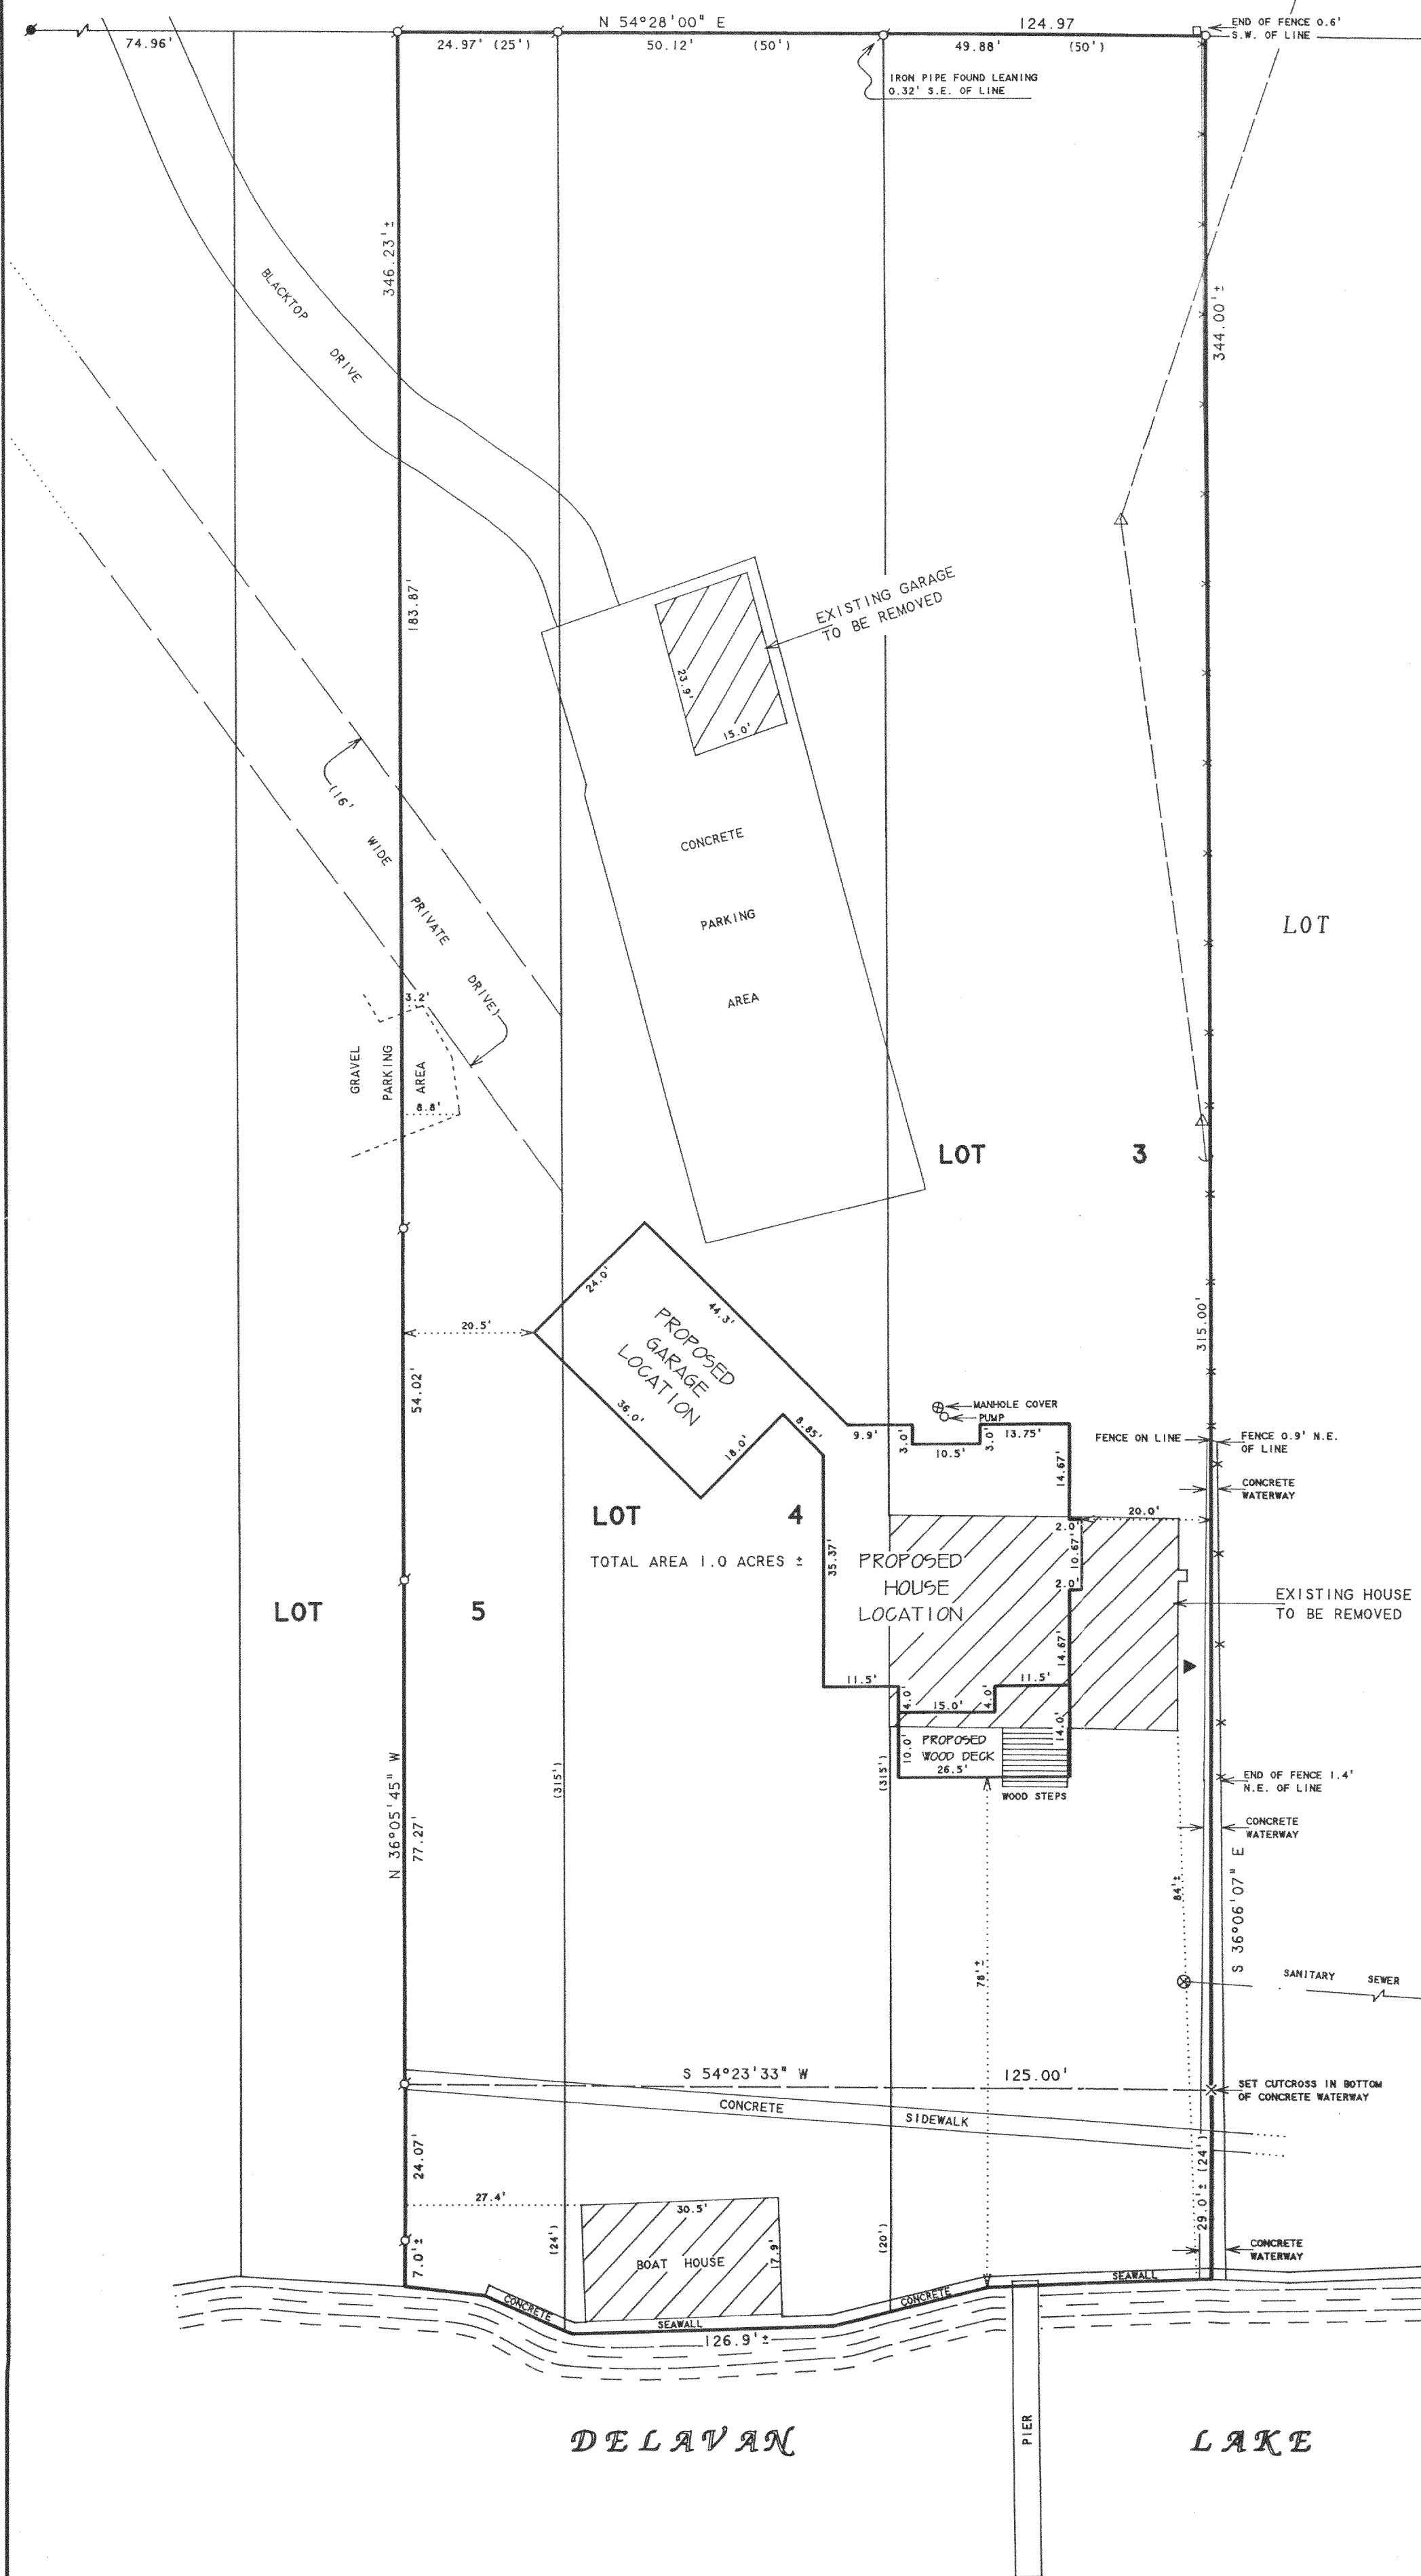 N 54°28'00" E
124.97
END OF FENCE 0.6'
S.W. OF LINE
74.96'
24.97' (25')
50.12' (50')
49.88' (50')
IRON PIPE FOUND LEANING
0.32' S.E. OF LINE
346.23'±
344.00'±
BLACKTOP DRIVE
183.87'
EXISTING GARAGE
TO BE REMOVED
23.9'
15.0'
(16' WIDE PRIVATE DRIVE)
CONCRETE
PARKING
AREA
LOT
3.2'
GRAVEL
PARKING
AREA
8.8'
LOT 3
24.0'
44.3'
20.5'
PROPOSED
GARAGE
LOCATION
315.00'
54.02'
36.0'
18.0'
8.85'
MANHOLE COVER
PUMP
9.9'
3.0'
10.5'
3.0'
13.75'
FENCE ON LINE
FENCE 0.9' N.E.
OF LINE
14.67'
CONCRETE
WATERWAY
LOT 4
20.0'
2.0'
TOTAL AREA 1.0 ACRES ±
35.37'
PROPOSED
HOUSE
LOCATION
10.67'
2.0'
EXISTING HOUSE
TO BE REMOVED
LOT 5
14.67'
11.5'
11.5'
4.0'
15.0'
4.0'
14.0'
10.0'
PROPOSED
WOOD DECK
26.5'
WOOD STEPS
N 36°05'45" W
77.27'
(315')
(315')
END OF FENCE 1.4'
N.E. OF LINE
CONCRETE
WATERWAY
84'±
S 36°06'07" E
78'±
SANITARY SEWER
S 54°23'33" W 125.00'
SET CUTCROSS IN BOTTOM
OF CONCRETE WATERWAY
CONCRETE SIDEWALK
24.07'
29.0'± (24')
27.4'
30.5'
(24')
(20')
BOAT HOUSE
17.9'
CONCRETE
WATERWAY
7.0'±
CONCRETE
SEAWALL
CONCRETE
SEAWALL
126.9'±
PIER
DELAVAN LAKE